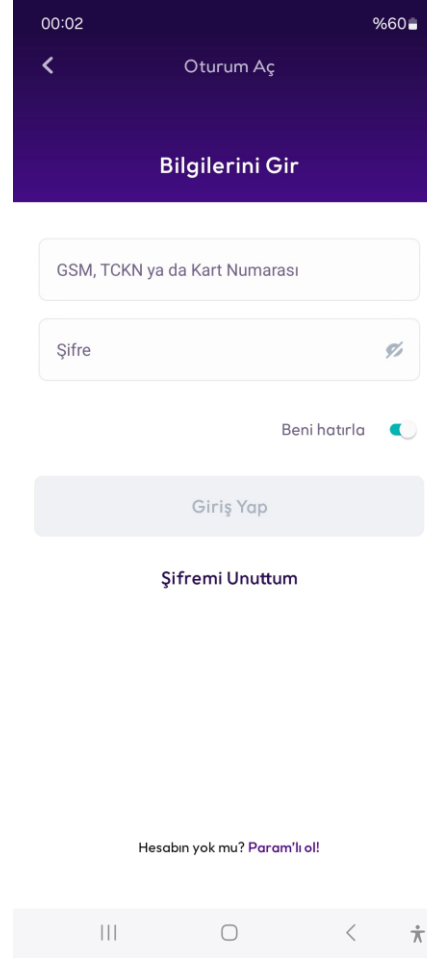 00:02 %60
Oturum Aç
Bilgilerini Gir
GSM, TCKN ya da Kart Numarası
Şifre
Beni hatırla
Giriş Yap
Şifremi Unuttum
Hesabın yok mu? Param'lı ol!